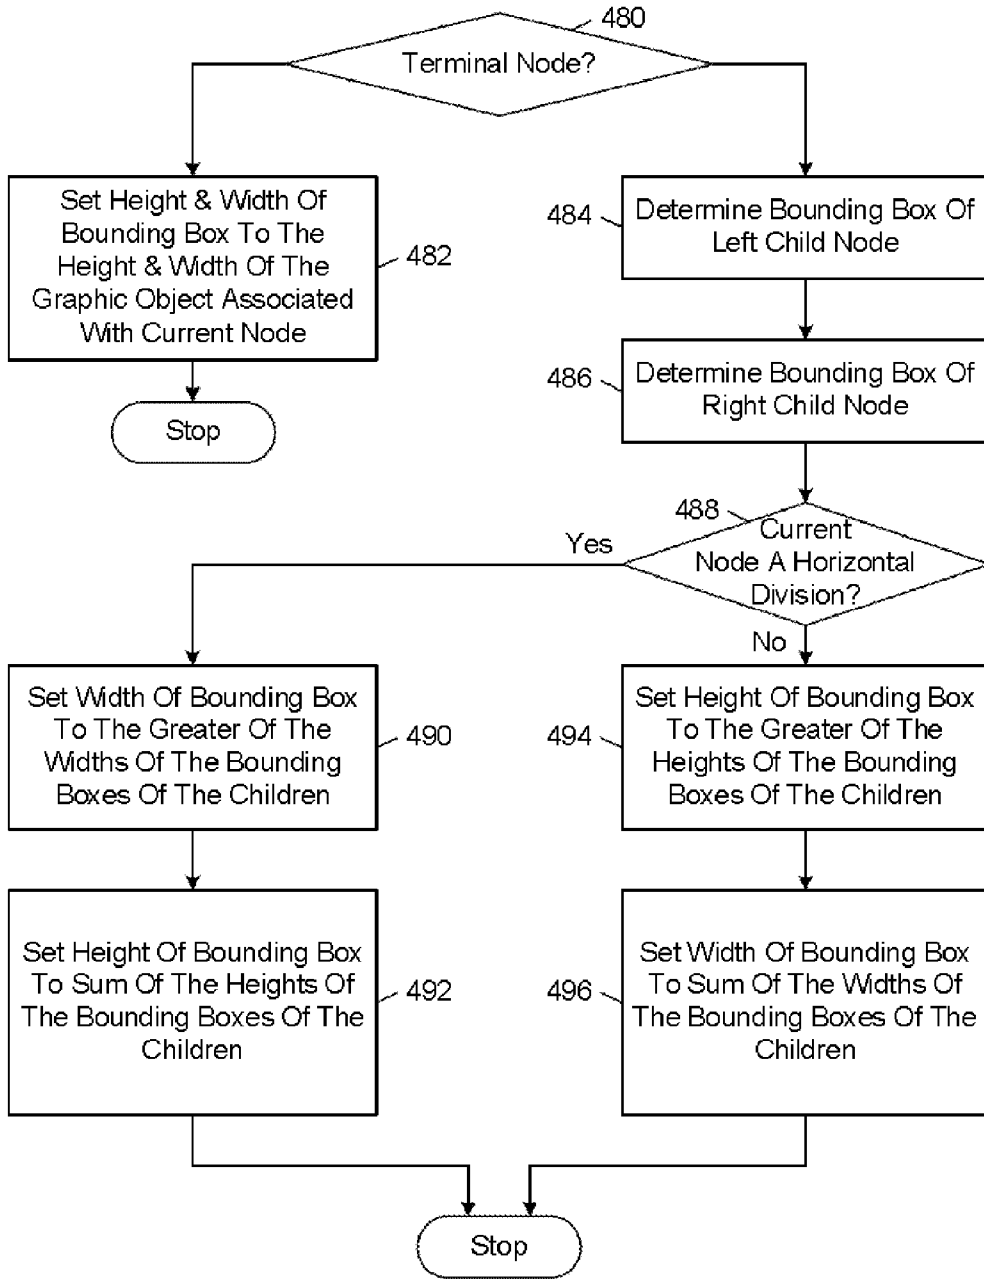 480
Terminal Node?
Set Height & Width Of
Bounding Box To The
Height & Width Of The
Graphic Object Associated
With Current Node
482
484
Determine Bounding Box Of
Left Child Node
486
Determine Bounding Box Of
Right Child Node
Stop
488
Current
Node A Horizontal
Division?
Yes
No
Set Width Of Bounding Box
To The Greater Of The
Widths Of The Bounding
Boxes Of The Children
490
494
Set Height Of Bounding Box
To The Greater Of The
Heights Of The Bounding
Boxes Of The Children
Set Height Of Bounding Box
To Sum Of The Heights Of
The Bounding Boxes Of The
Children
492
496
Set Width Of Bounding Box
To Sum Of The Widths Of
The Bounding Boxes Of The
Children
Stop